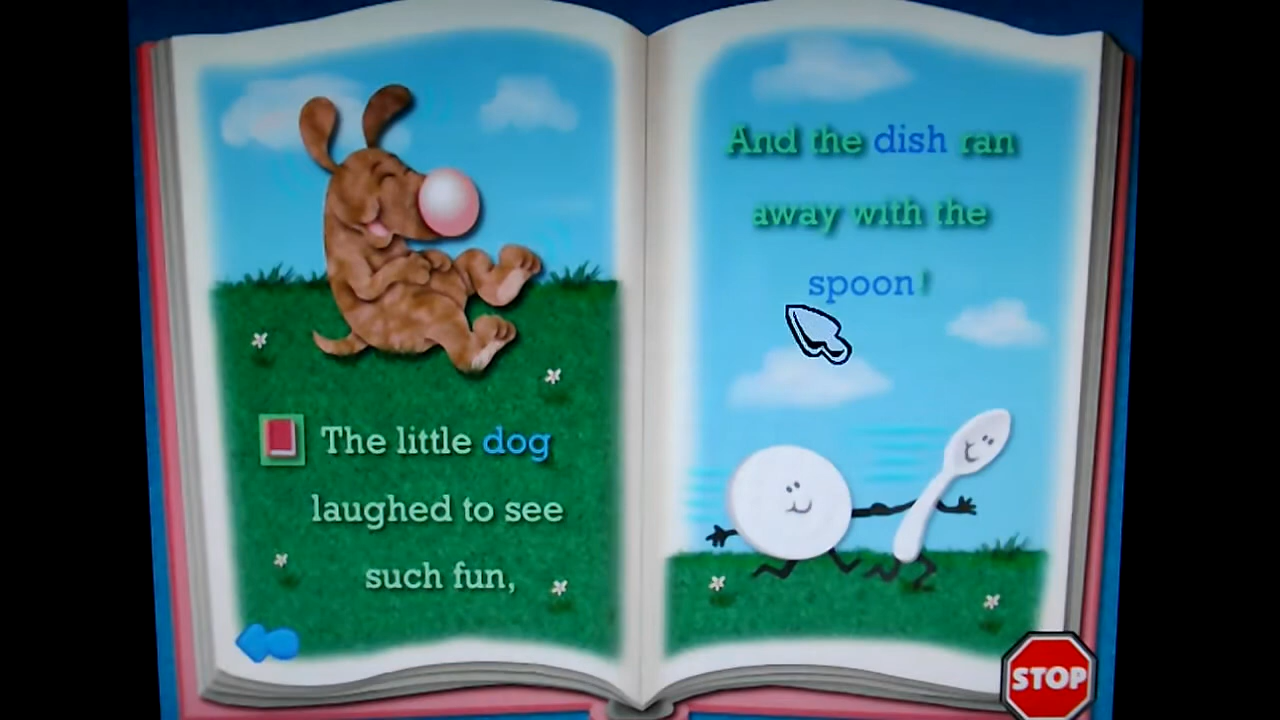 The little dog
laughed to see
such fun,
And the dish ran
away with the
spoon!
STOP